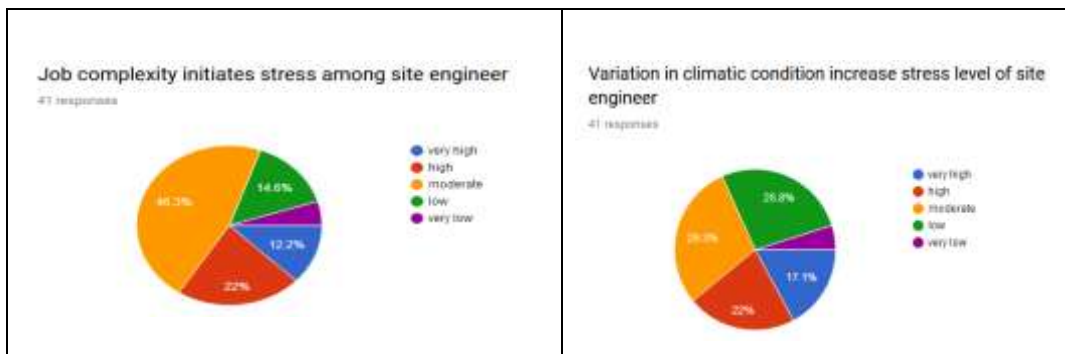 Job complexity initiates stress among site engineer
41 responses
very high
high
moderate
low
very low
46.3%
14.6%
12.2%
22%
Variation in climatic condition increase stress level of site
engineer
41 responses
very high
high
moderate
low
very low
26.8%
17.1%
22%